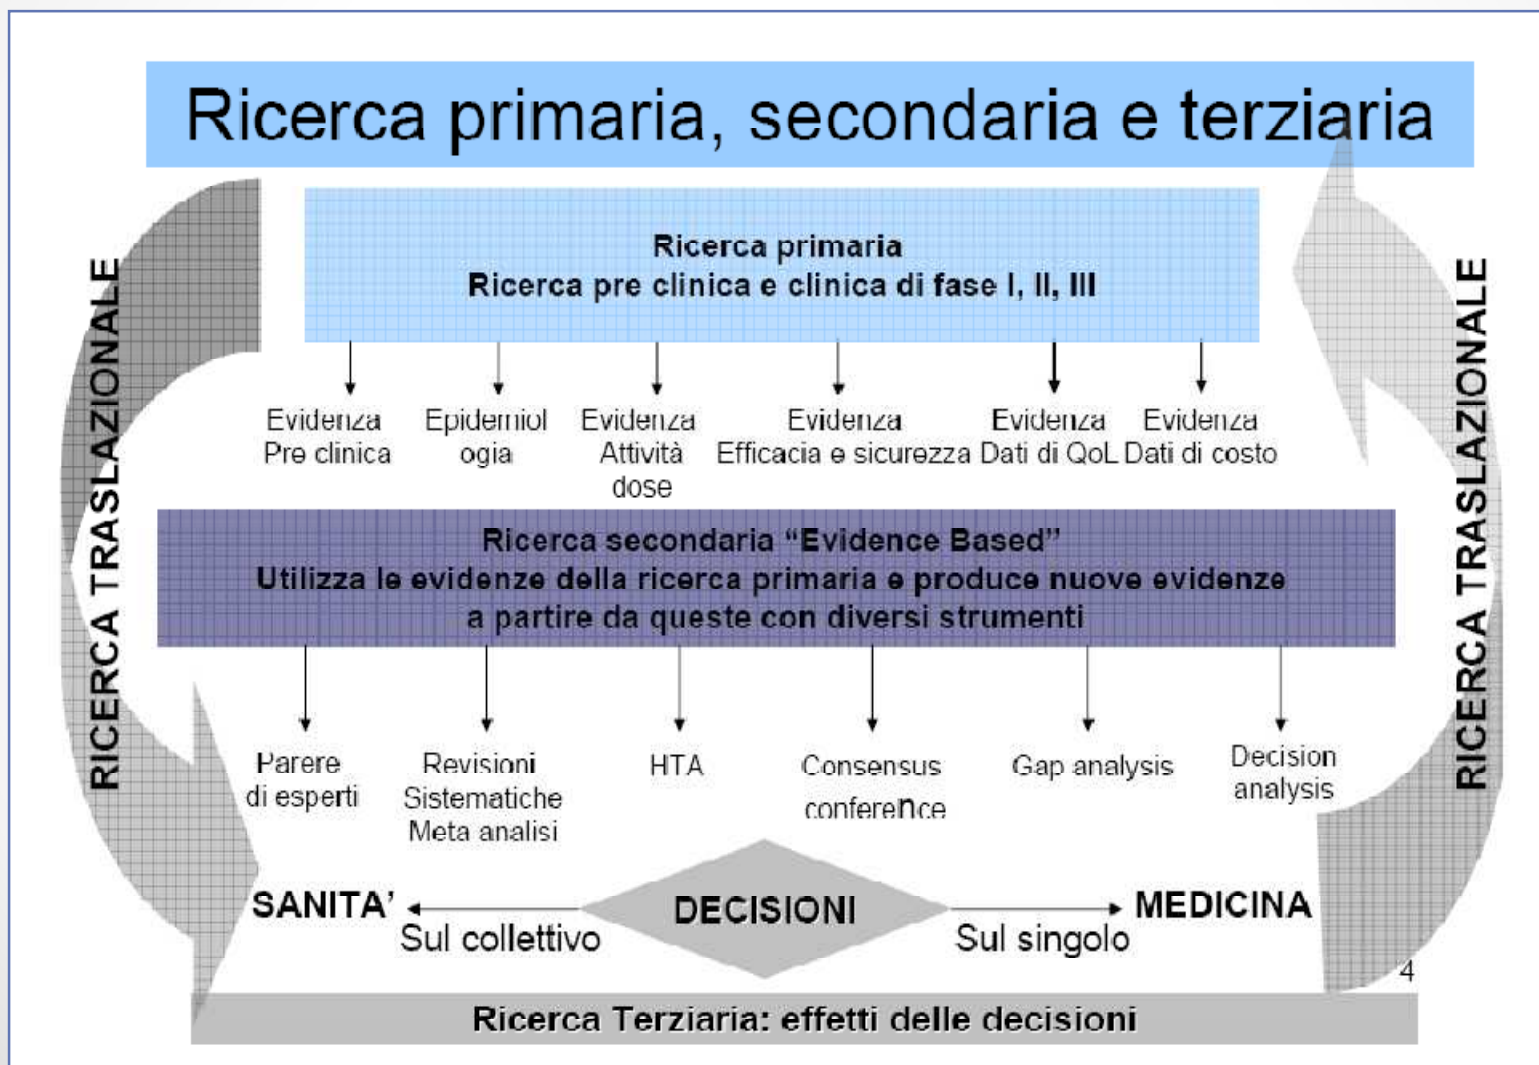 Ricerca primaria, secondaria e terziaria
Ricerca primaria
Ricerca pre clinica e clinica di fase I, II, III
RICERCA TRASLAZIONALE
RICERCA TRASLAZIONALE
Evidenza
Pre clinica
Epidemiol
ogia
Evidenza
Attività
dose
Evidenza
Efficacia e sicurezza
Evidenza
Dati di QoL
Evidenza
Dati di costo
Ricerca secondaria “Evidence Based”
Utilizza le evidenze della ricerca primaria e produce nuove evidenze
a partire da queste con diversi strumenti
Parere
di esperti
Revisioni
Sistematiche
Meta analisi
HTA
Consensus
conference
Gap analysis
Decision
analysis
SANITA’
Sul collettivo
DECISIONI
Sul singolo
MEDICINA
4
Ricerca Terziaria: effetti delle decisioni